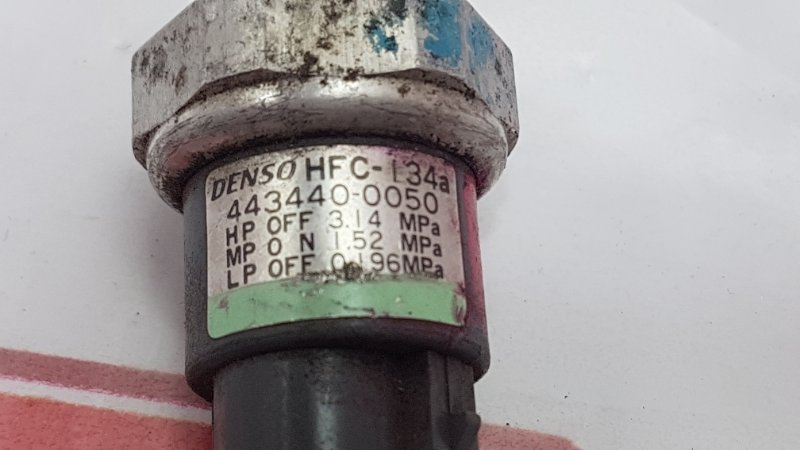 DENSO HFC-134a
443440-0050
HP OFF 3.14 MPa
MP O N 1.52 MPa
LP OFF 0.196MPa